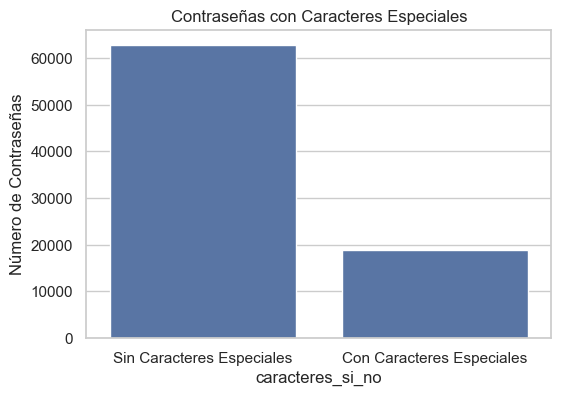 Contraseñas con Caracteres Especiales
Número de Contraseñas
60000
50000
40000
30000
20000
10000
0
Sin Caracteres Especiales
Con Caracteres Especiales
caracteres_si_no